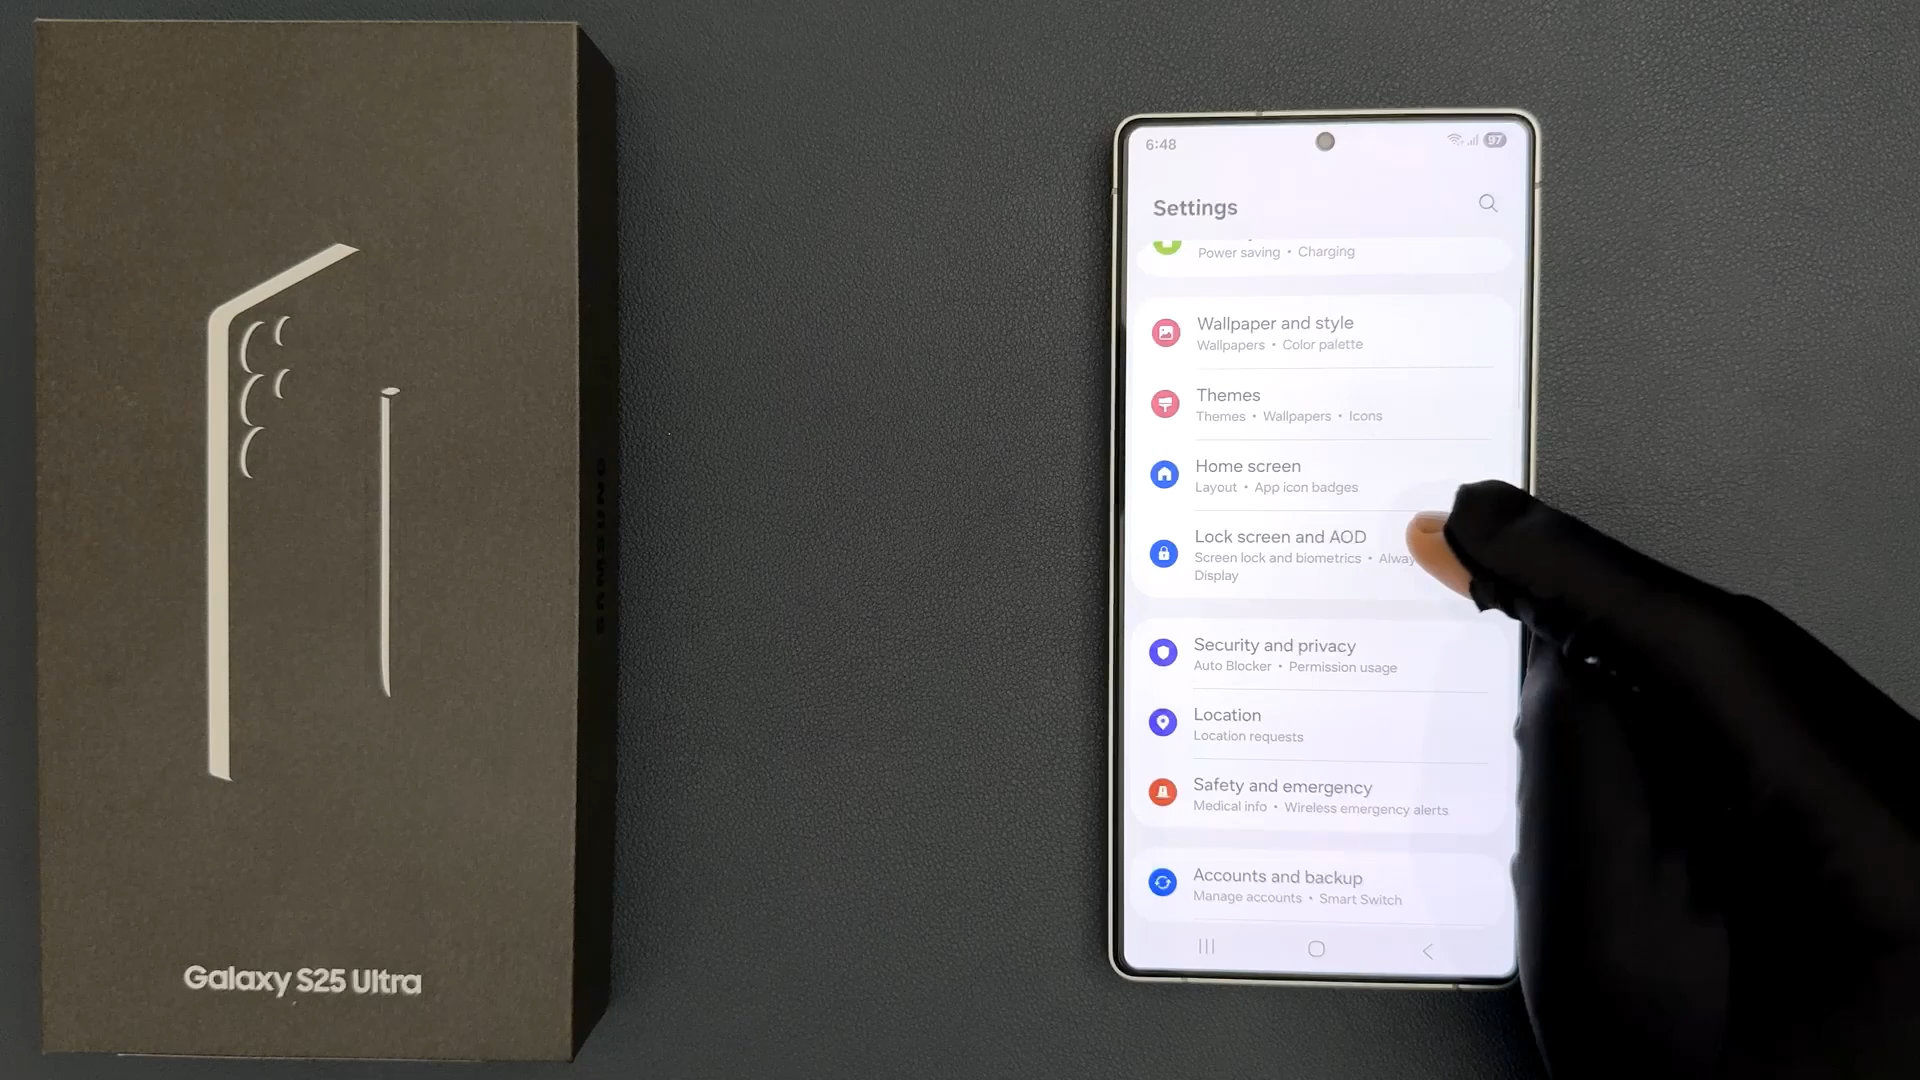 Galaxy S25 Ultra
SAMSUNG
6:48
97
Settings
Power saving • Charging
Wallpaper and style
Wallpapers • Color palette
Themes
Themes • Wallpapers • Icons
Home screen
Layout • App icon badges
Lock screen and AOD
Screen lock and biometrics •
Display
Security and privacy
Auto Blocker • Permission usage
Location
Location requests
Safety and emergency
Medical info • Wireless emergency alerts
Accounts and backup
Manage accounts • Smart Switch